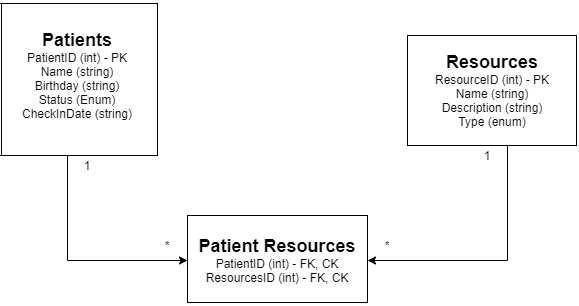 Patients
PatientID (int) - PK
Name (string)
Birthday (string)
Status (Enum)
CheckInDate (string)
Resources
ResourceID (int) - PK
Name (string)
Description (string)
Type (enum)
1
1
*
*
Patient Resources
PatientID (int) - FK, CK
ResourcesID (int) - FK, CK